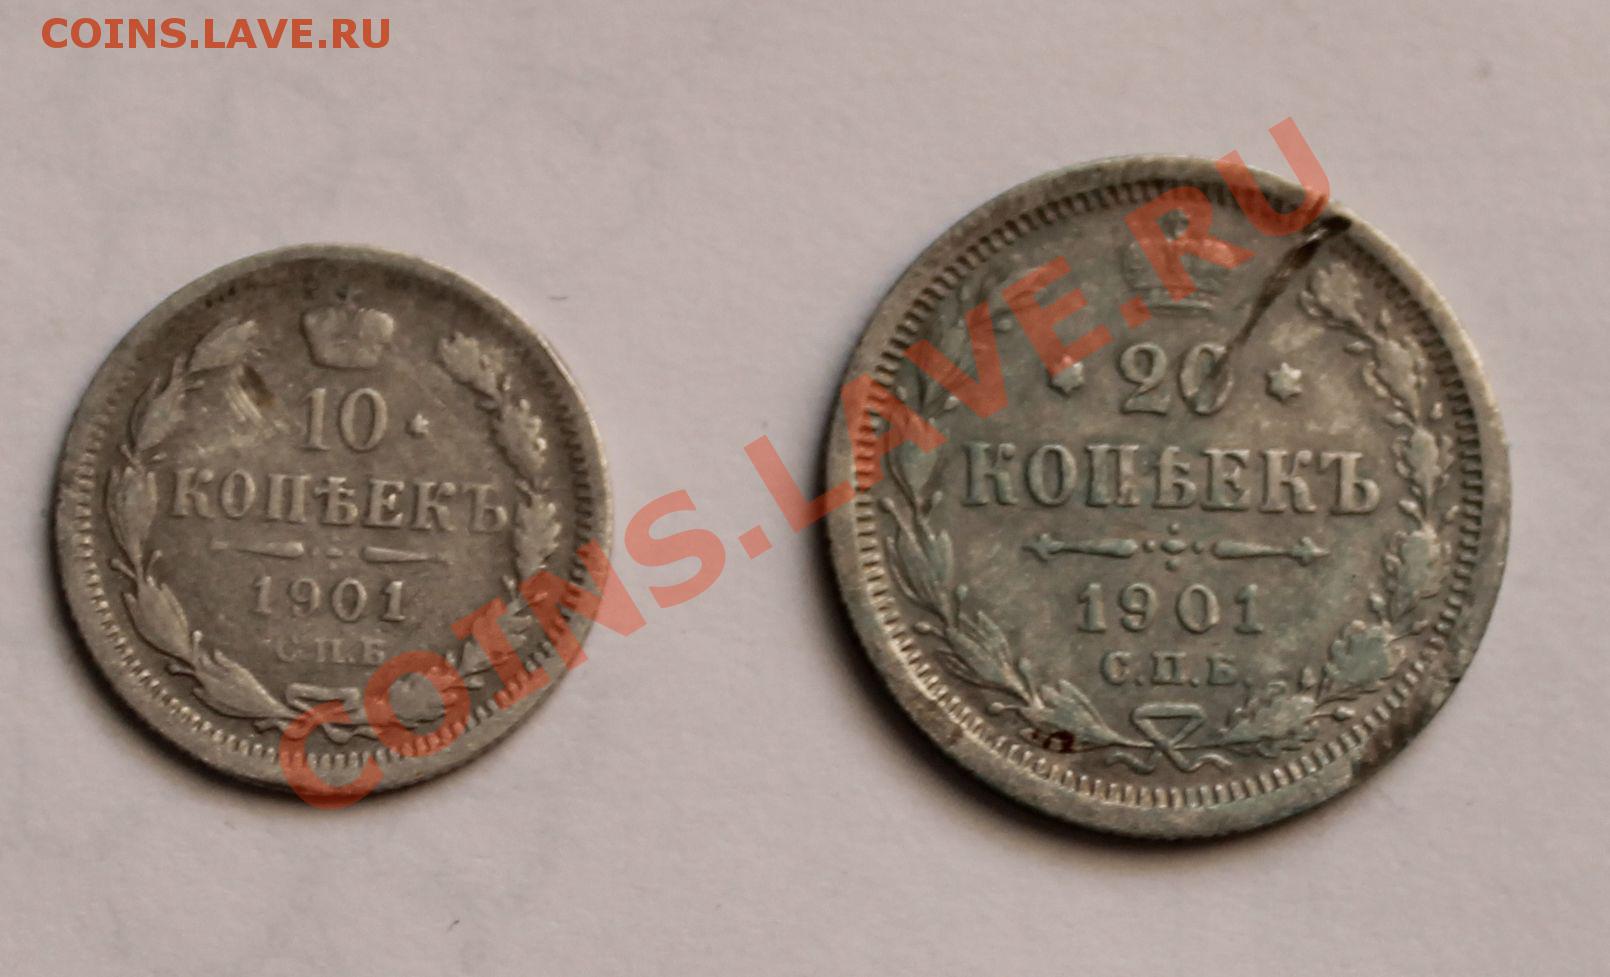 COINS.LAVE.RU
10
КОПѢЕКЪ
1901
С.П.Б
20
КОПѢЕКЪ
1901
С.П.Б.
COINS.LAVE.RU